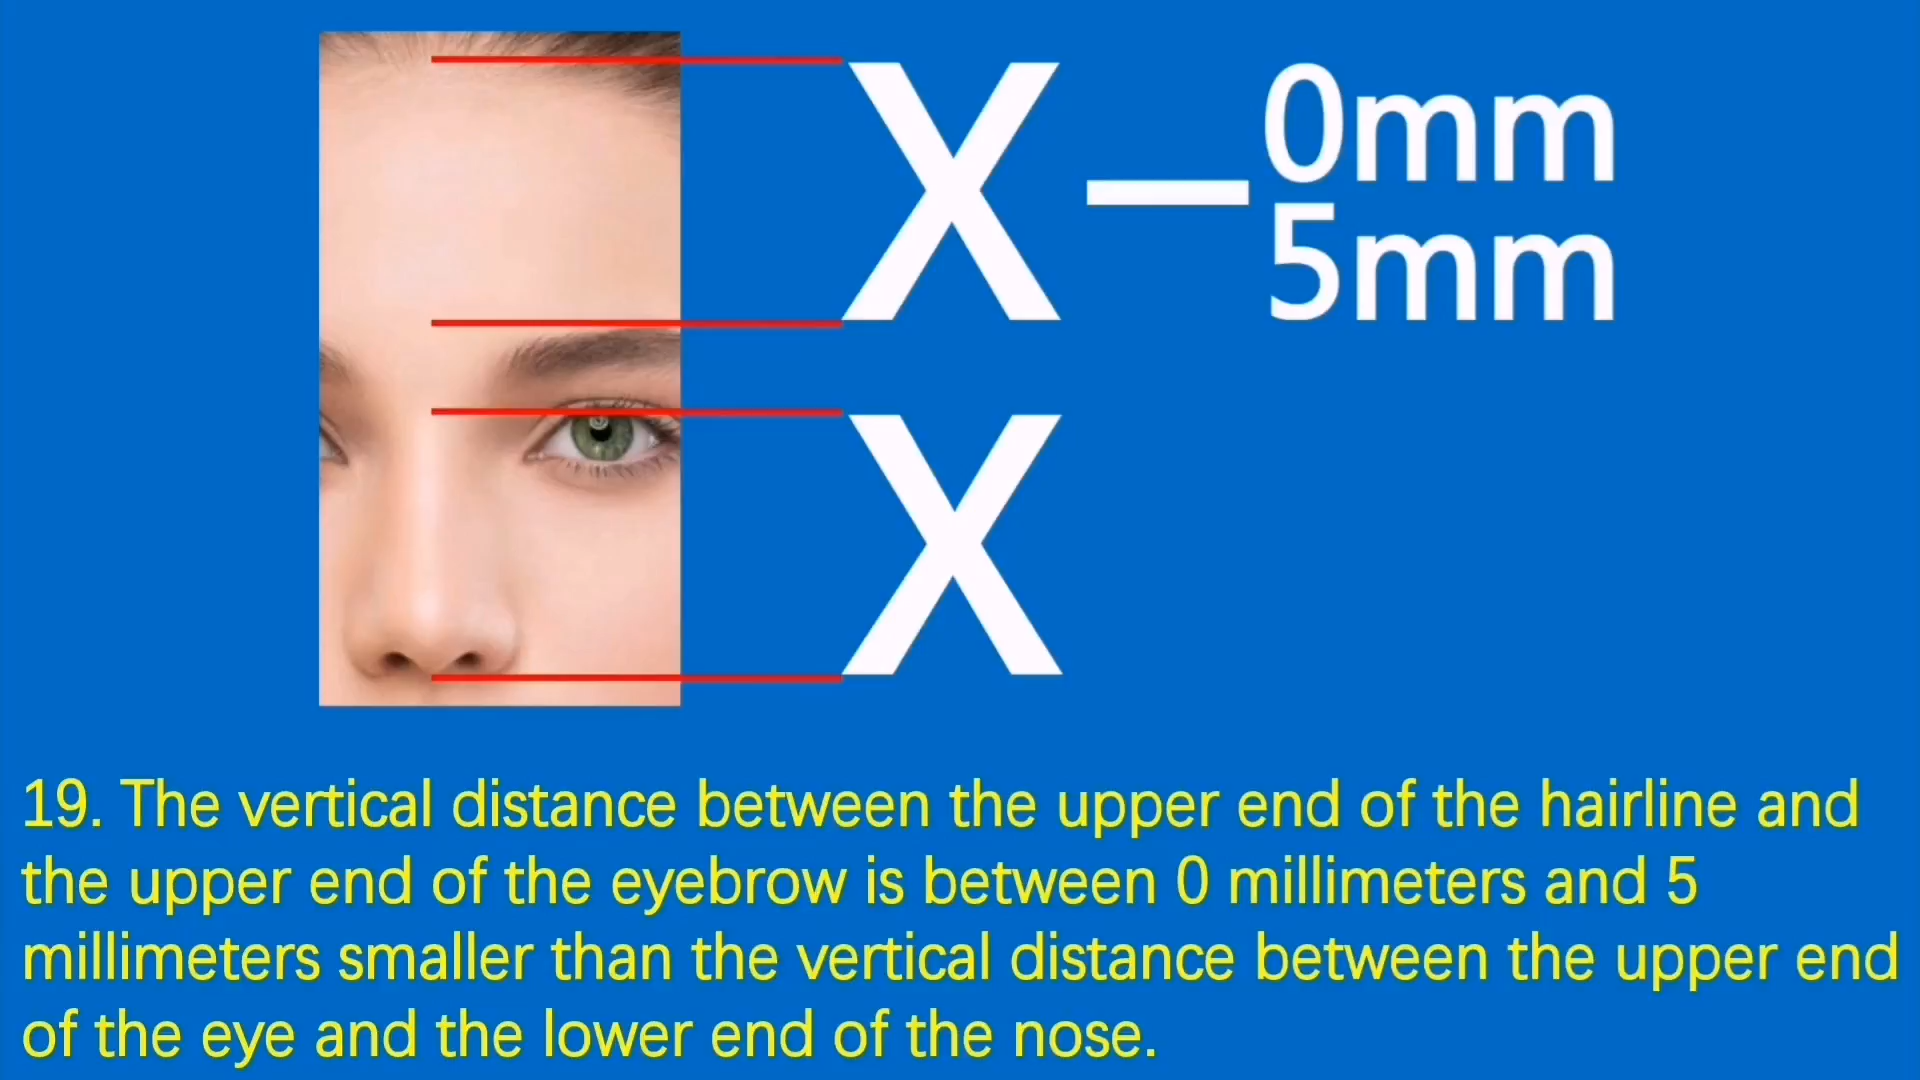 X – 0mm
5mm
X
19. The vertical distance between the upper end of the hairline and
the upper end of the eyebrow is between 0 millimeters and 5
millimeters smaller than the vertical distance between the upper end
of the eye and the lower end of the nose.